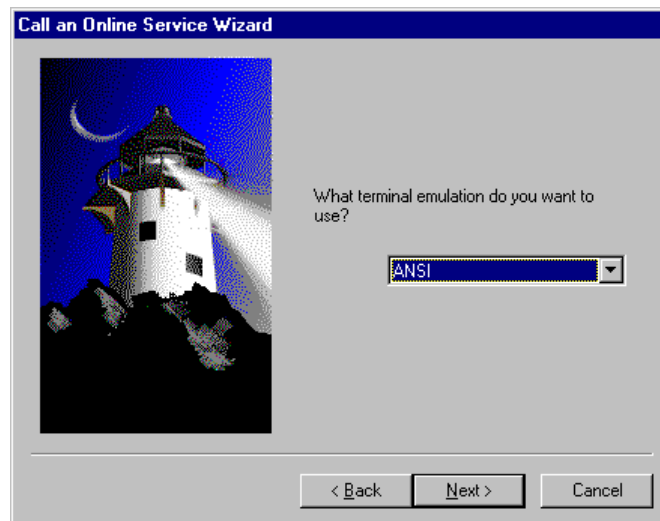 Call an Online Service Wizard
What terminal emulation do you want to
use?
ANSI
< Back
Next >
Cancel